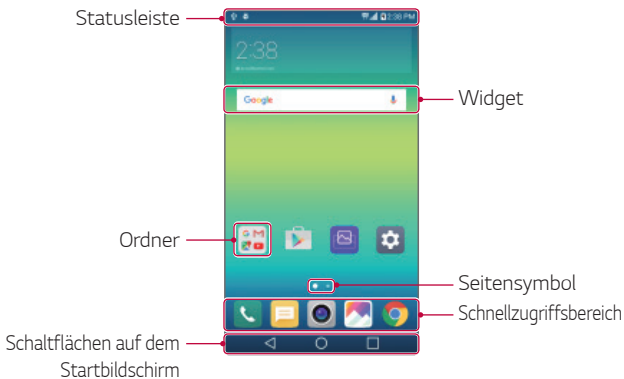 Statusleiste
2:38 PM
2:38
Google
Widget
Ordner
Seitensymbol
Schnellzugriffsbereich
Schaltflächen auf dem
Startbildschirm